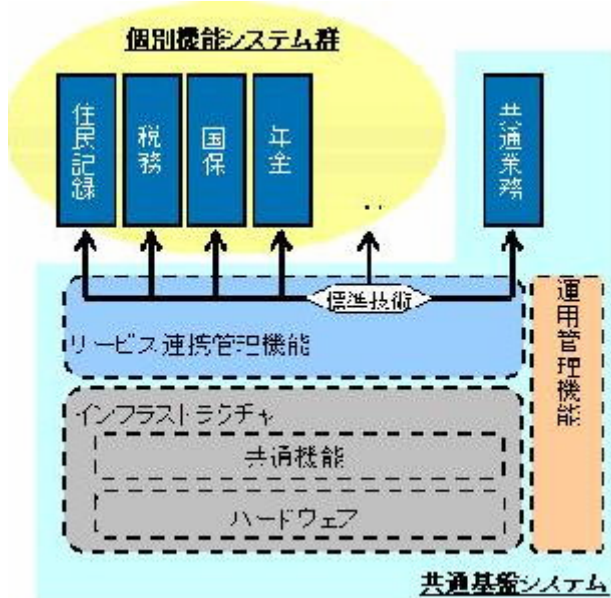 個別機能システム群
住民記録
税務
国保
年金
‥
共通業務
標準技術
サービス連携管理機能
運用管理機能
インフラストラクチャ
共通機能
ハードウェア
共通基盤システム